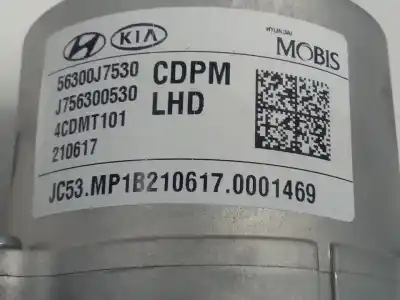 KIA
HYUNDAI
MOBIS
56300J7530
J756300530
4CDMT101
210617
CDPM
LHD
JC53.MP1B210617.0001469